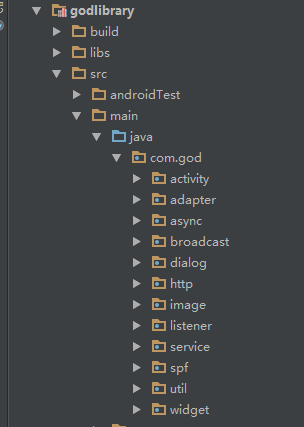 godlibrary
build
libs
src
androidTest
main
java
com.god
activity
adapter
async
broadcast
dialog
http
image
listener
service
spf
util
widget